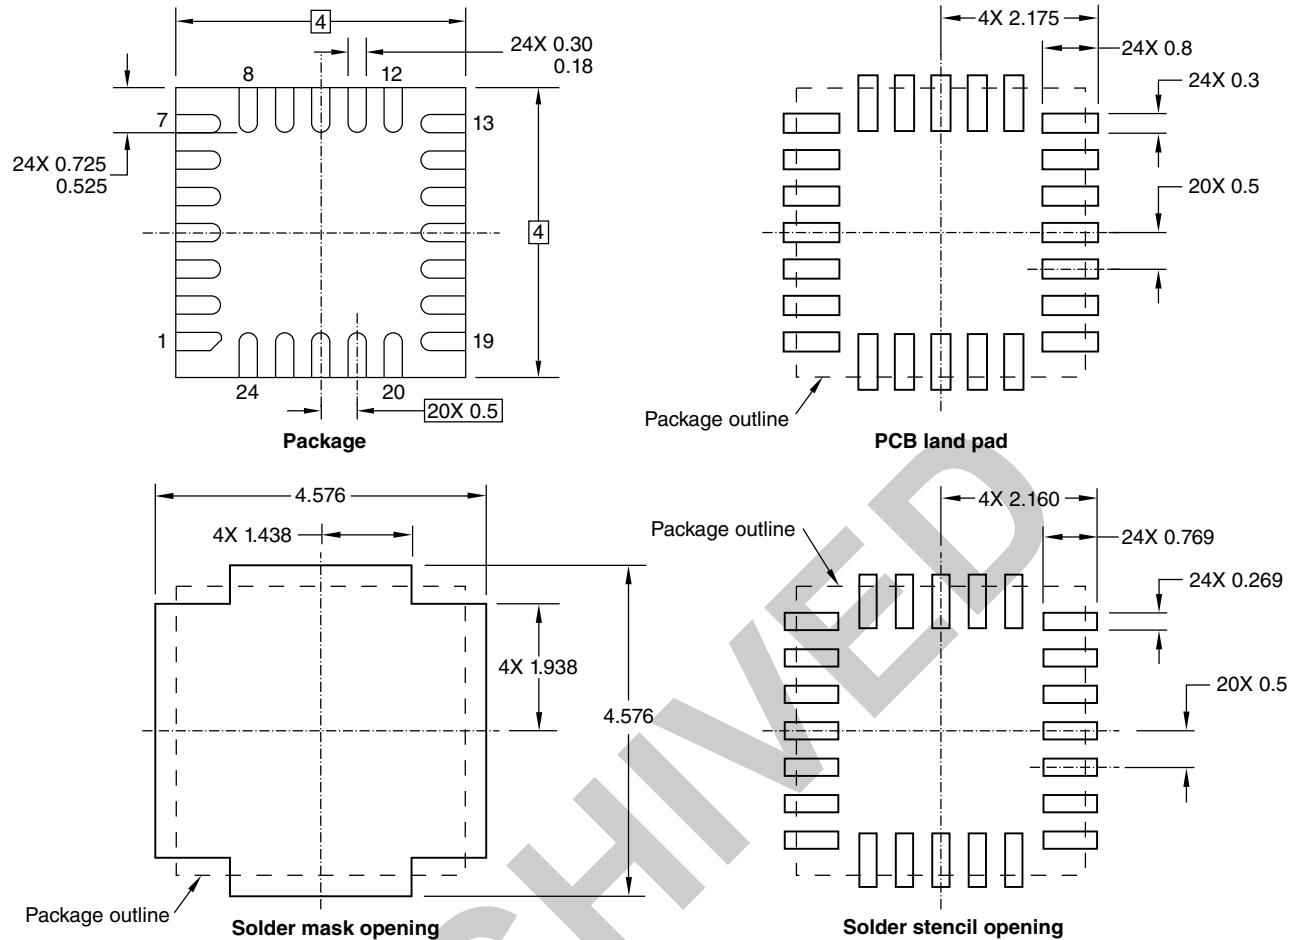 4
24X 0.30
0.18
8
12
7
13
24X 0.725
0.525
4
1
19
24
20
20X 0.5
Package
4X 2.175
24X 0.8
24X 0.3
20X 0.5
Package outline
PCB land pad
4.576
4X 1.438
4X 1.938
4.576
Package outline
Solder mask opening
4X 2.160
Package outline
24X 0.769
24X 0.269
20X 0.5
Solder stencil opening
CHIVED